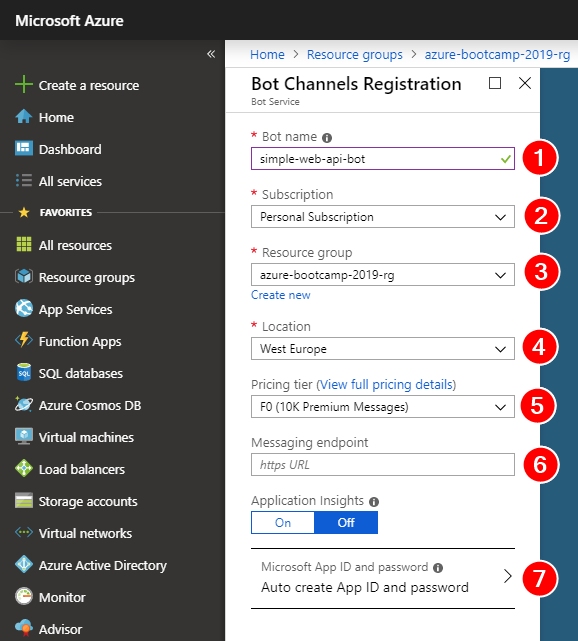 Microsoft Azure
«
Create a resource
Home
Dashboard
All services
FAVORITES
All resources
Resource groups
App Services
Function Apps
SQL databases
Azure Cosmos DB
Virtual machines
Load balancers
Storage accounts
Virtual networks
Azure Active Directory
Monitor
Advisor
Home > Resource groups > azure-bootcamp-2019-rg
Bot Channels Registration
Bot Service
* Bot name
simple-web-api-bot
1
* Subscription
Personal Subscription
2
* Resource group
azure-bootcamp-2019-rg
3
Create new
* Location
West Europe
4
Pricing tier (View full pricing details)
F0 (10K Premium Messages)
5
Messaging endpoint
https URL
6
Application Insights
On Off
Microsoft App ID and password
Auto create App ID and password
7